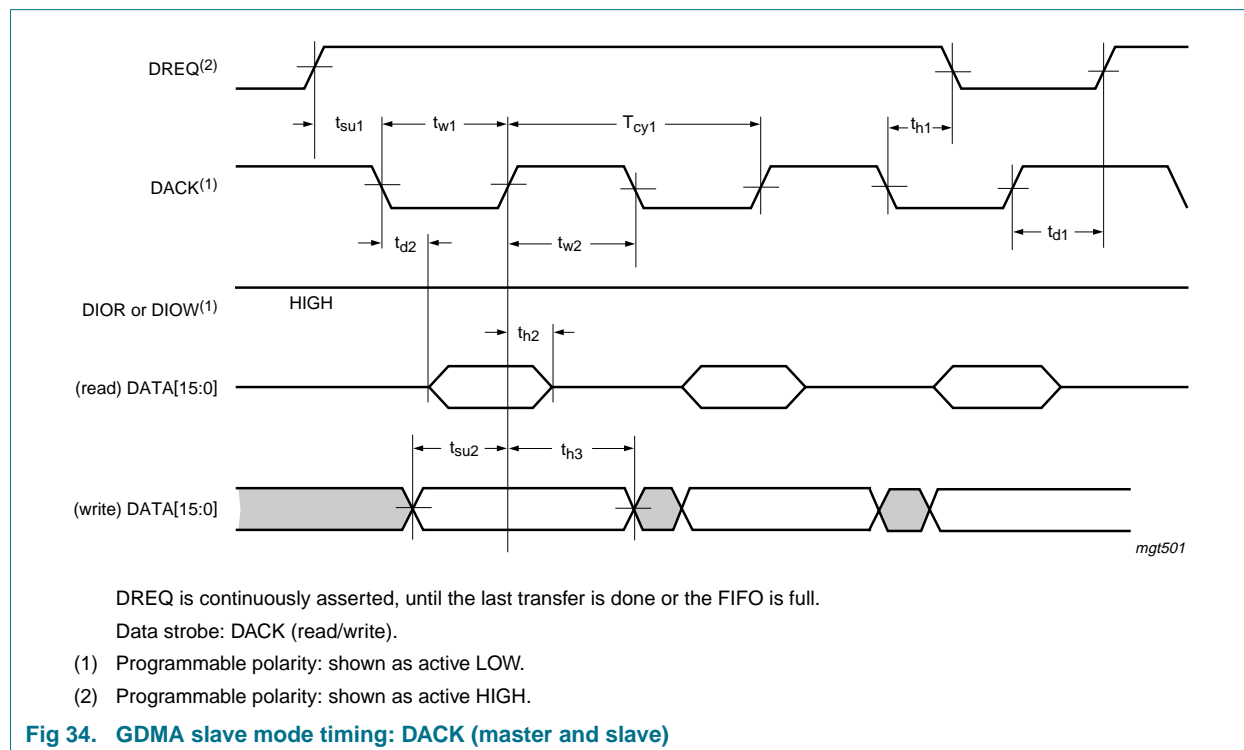 DREQ(2)
tsu1
tw1
Tcy1
th1
DACK(1)
td2
tw2
td1
DIOR or DIOW(1)
HIGH
th2
(read) DATA[15:0]
tsu2
th3
(write) DATA[15:0]
mgt501
DREQ is continuously asserted, until the last transfer is done or the FIFO is full.
Data strobe: DACK (read/write).
(1) Programmable polarity: shown as active LOW.
(2) Programmable polarity: shown as active HIGH.
Fig 34. GDMA slave mode timing: DACK (master and slave)